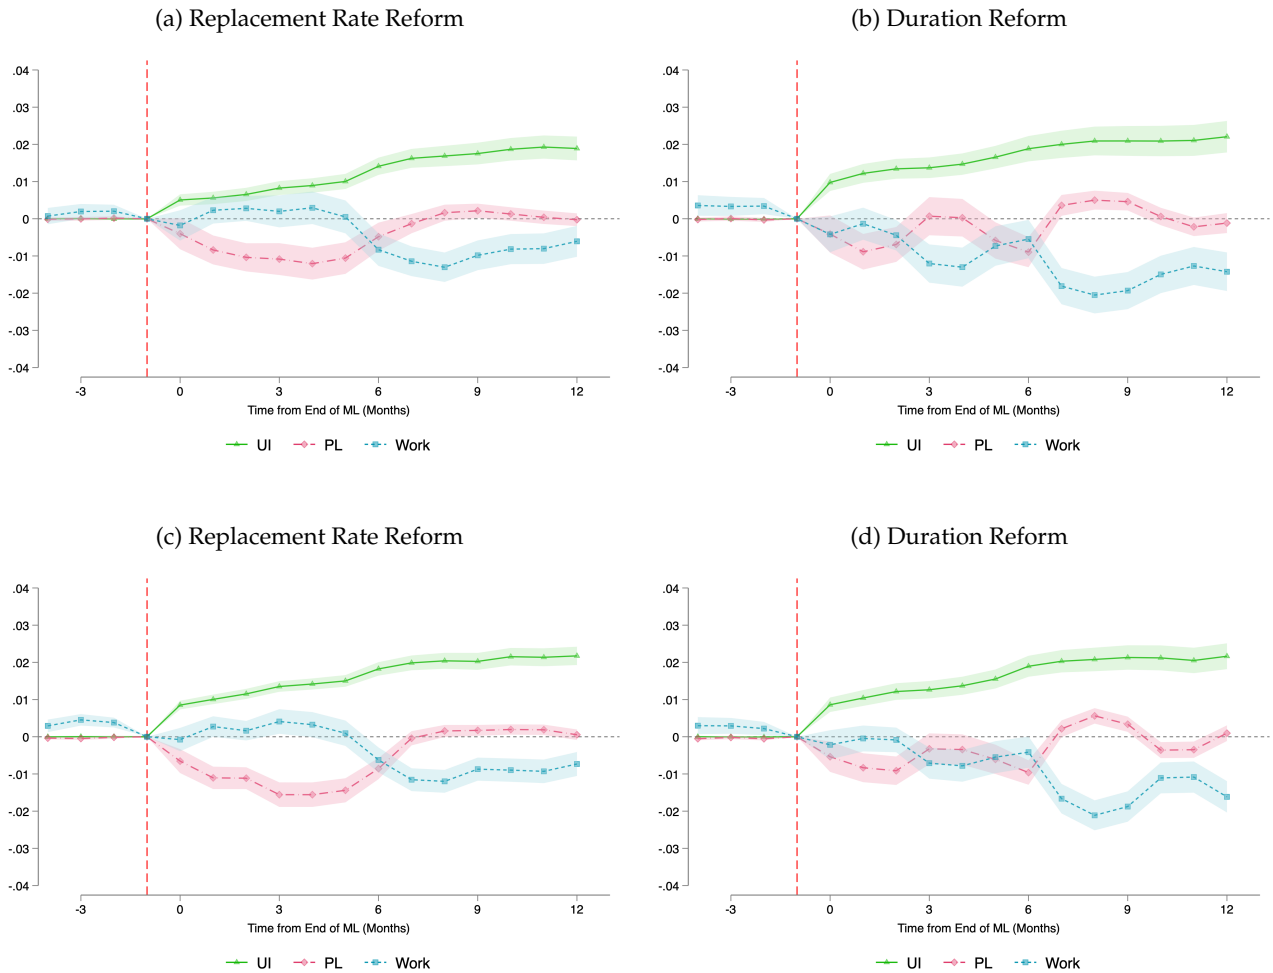 (a) Replacement Rate Reform
.04
.03
.02
.01
0
-.01
-.02
-.03
-.04
-3 0 3 6 9 12
Time from End of ML (Months)
UI PL Work
(b) Duration Reform
.04
.03
.02
.01
0
-.01
-.02
-.03
-.04
-3 0 3 6 9 12
Time from End of ML (Months)
UI PL Work
(c) Replacement Rate Reform
.04
.03
.02
.01
0
-.01
-.02
-.03
-.04
-3 0 3 6 9 12
Time from End of ML (Months)
UI PL Work
(d) Duration Reform
.04
.03
.02
.01
0
-.01
-.02
-.03
-.04
-3 0 3 6 9 12
Time from End of ML (Months)
UI PL Work